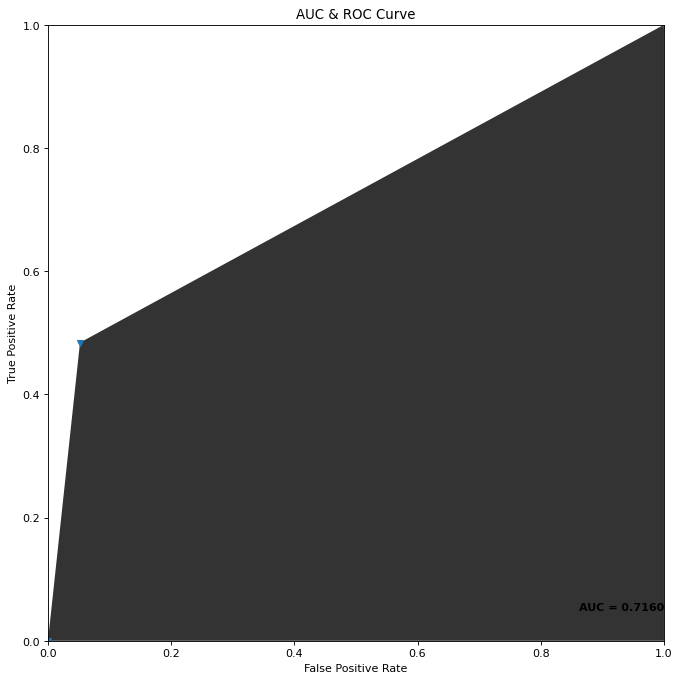 AUC & ROC Curve
1.0
0.8
0.6
0.4
0.2
0.0
True Positive Rate
AUC = 0.7160
0.0 0.2 0.4 0.6 0.8 1.0
False Positive Rate